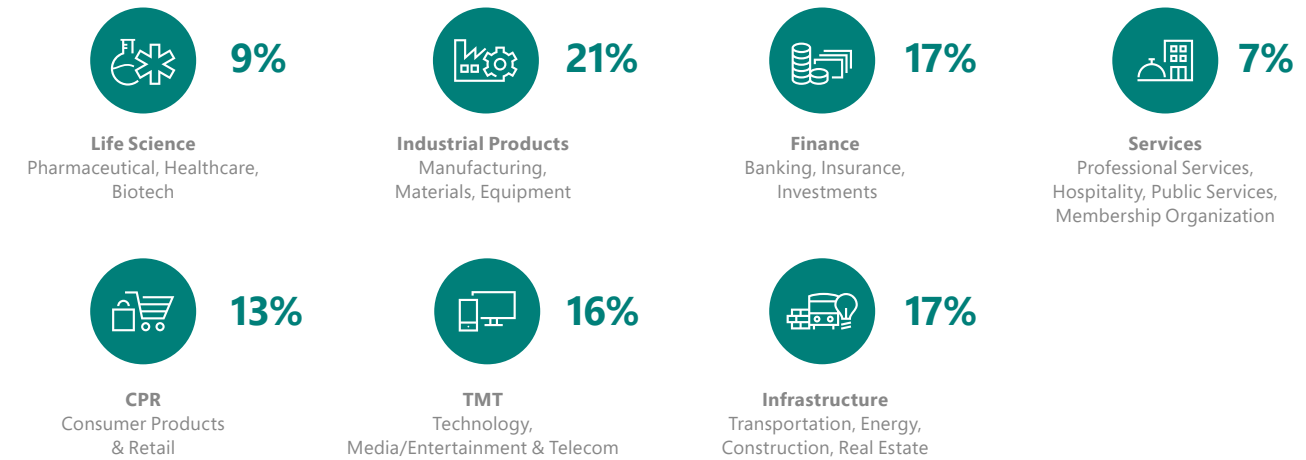 9%
Life Science
Pharmaceutical, Healthcare,
Biotech
21%
Industrial Products
Manufacturing,
Materials, Equipment
17%
Finance
Banking, Insurance,
Investments
7%
Services
Professional Services,
Hospitality, Public Services,
Membership Organization
13%
CPR
Consumer Products
& Retail
16%
TMT
Technology,
Media/Entertainment & Telecom
17%
Infrastructure
Transportation, Energy,
Construction, Real Estate